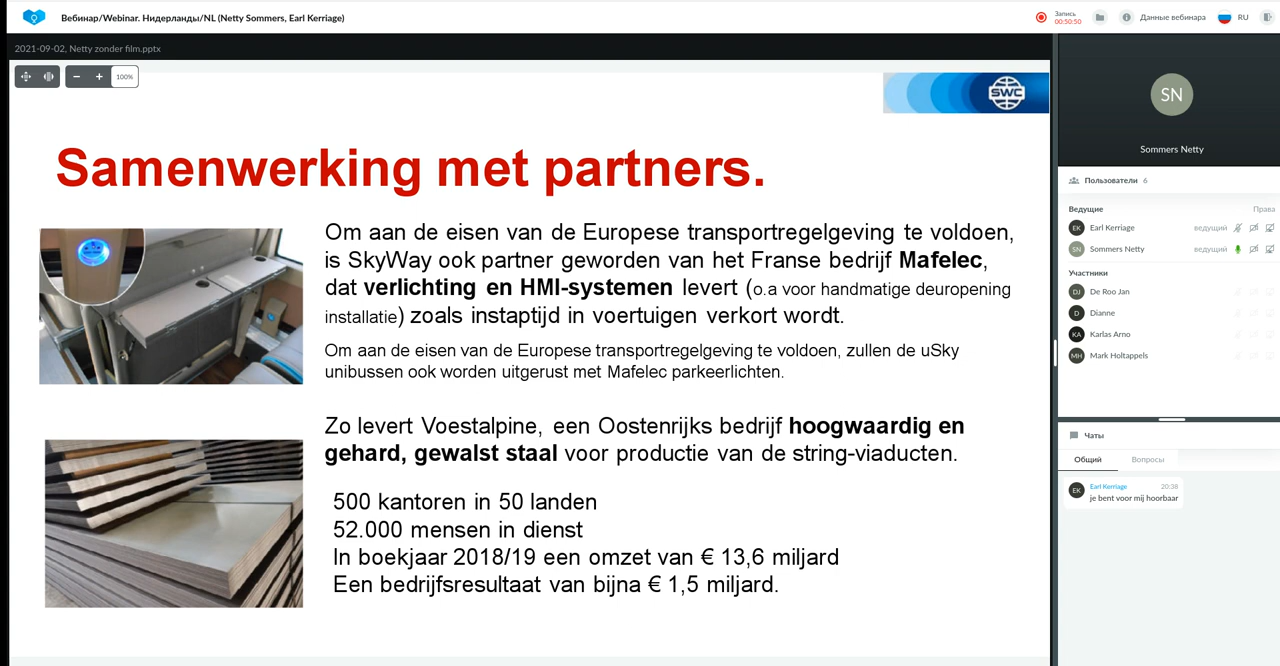 Вебинар/Webinar. Нидерланды/NL (Netty Sommers, Earl Kerriage)
Запись
00:50:50
Данные вебинара
RU
2021-09-02, Netty zonder film.pptx
100%
SWC
Samenwerking met partners.
Om aan de eisen van de Europese transportregelgeving te voldoen,
is SkyWay ook partner geworden van het Franse bedrijf Mafelec,
dat verlichting en HMI-systemen levert (o.a voor handmatige deuropening
installatie) zoals instaptijd in voertuigen verkort wordt.
Om aan de eisen van de Europese transportregelgeving te voldoen, zullen de uSky
unibussen ook worden uitgerust met Mafelec parkeerlichten.
Zo levert Voestalpine, een Oostenrijks bedrijf hoogwaardig en
gehard, gewalst staal voor productie van de string-viaducten.
500 kantoren in 50 landen
52.000 mensen in dienst
In boekjaar 2018/19 een omzet van € 13,6 miljard
Een bedrijfsresultaat van bijna € 1,5 miljard.
SN
Sommers Netty
Пользователи 6
Ведущие Права
EK Earl Kerriage ведущий
SN Sommers Netty ведущий
Участники
DJ De Roo Jan
D Dianne
KA Karlas Arno
MH Mark Holtappels
Чаты
Общий Вопросы
EK Earl Kerriage 20:38
je bent voor mij hoorbaar